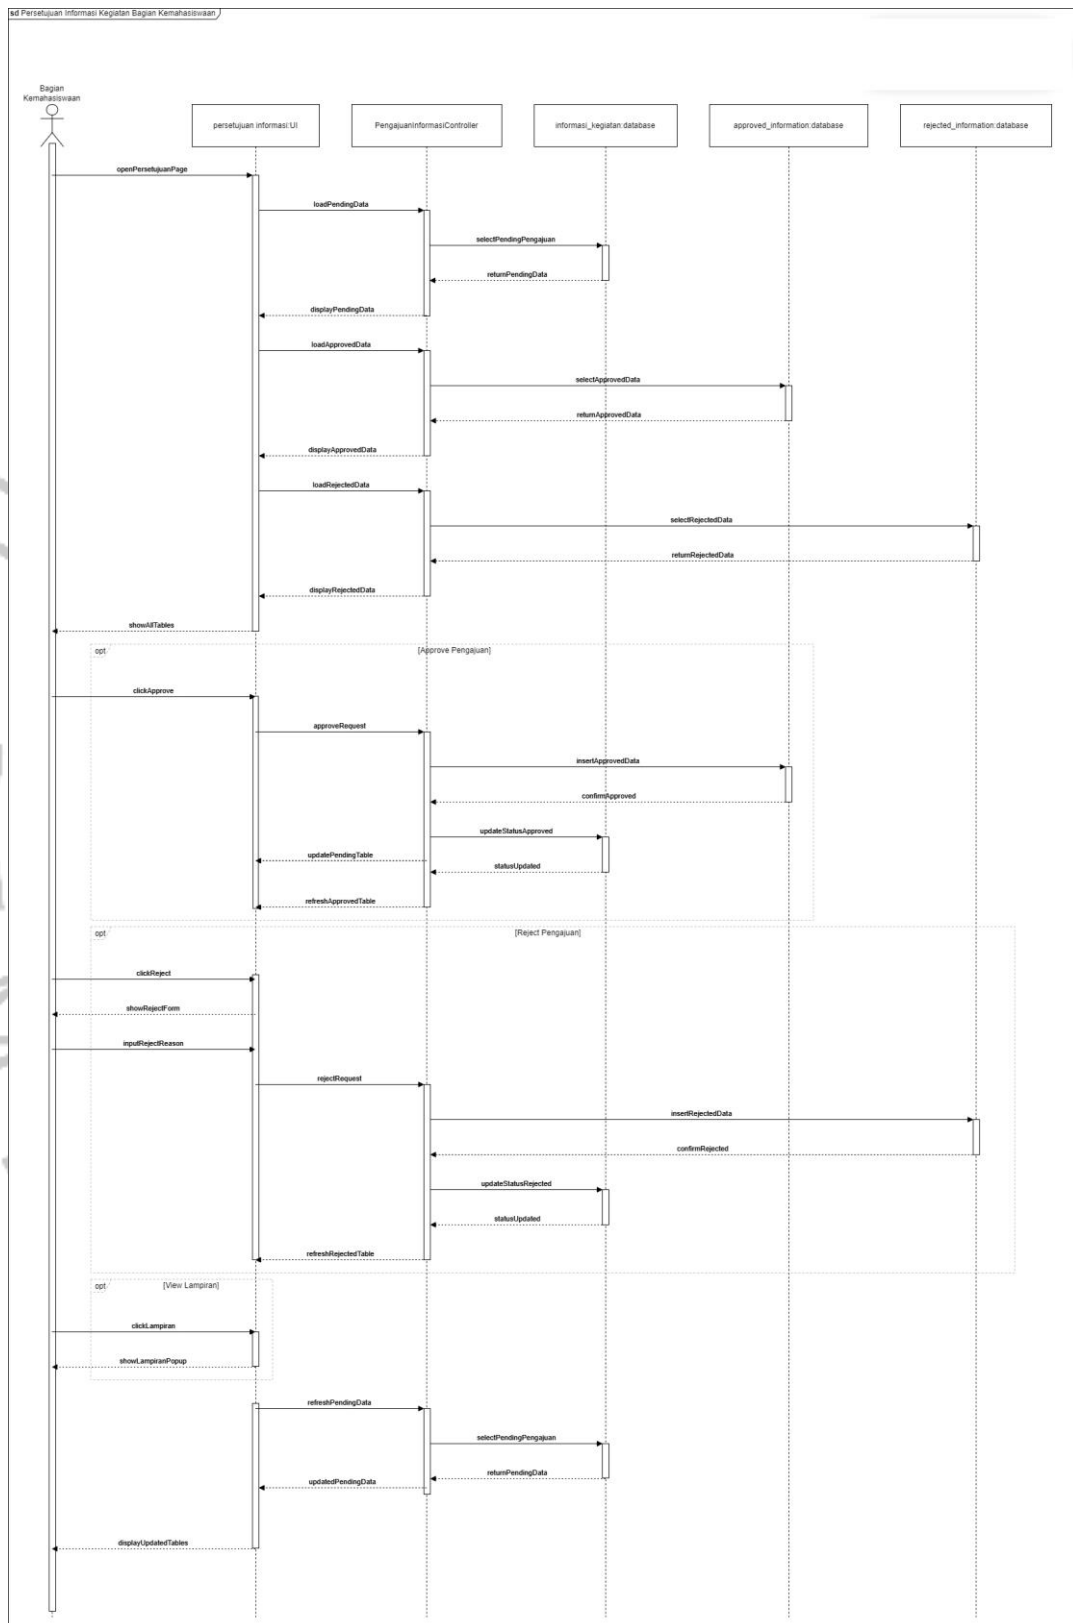 sd Persetujuan Informasi Kegiatan Bagian Kemahasiswaan
Bagian
Kemahasiswaan
persetujuan informasi:UI
PengajuanInformasiController
informasi_kegiatan:database
approved_information:database
rejected_information:database
openPersetujuanPage
loadPendingData
selectPendingPengajuan
returnPendingData
displayPendingData
loadApprovedData
selectApprovedData
returnApprovedData
displayApprovedData
loadRejectedData
selectRejectedData
returnRejectedData
displayRejectedData
showAllTables
opt
[Approve Pengajuan]
clickApprove
approveRequest
insertApprovedData
confirmApproved
updateStatusApproved
updatePendingTable
statusUpdated
refreshApprovedTable
opt
[Reject Pengajuan]
clickReject
showRejectForm
inputRejectReason
rejectRequest
insertRejectedData
confirmRejected
updateStatusRejected
statusUpdated
refreshRejectedTable
opt
[View Lampiran]
clickLampiran
showLampiranPopup
refreshPendingData
selectPendingPengajuan
returnPendingData
updatedPendingData
displayUpdatedTables